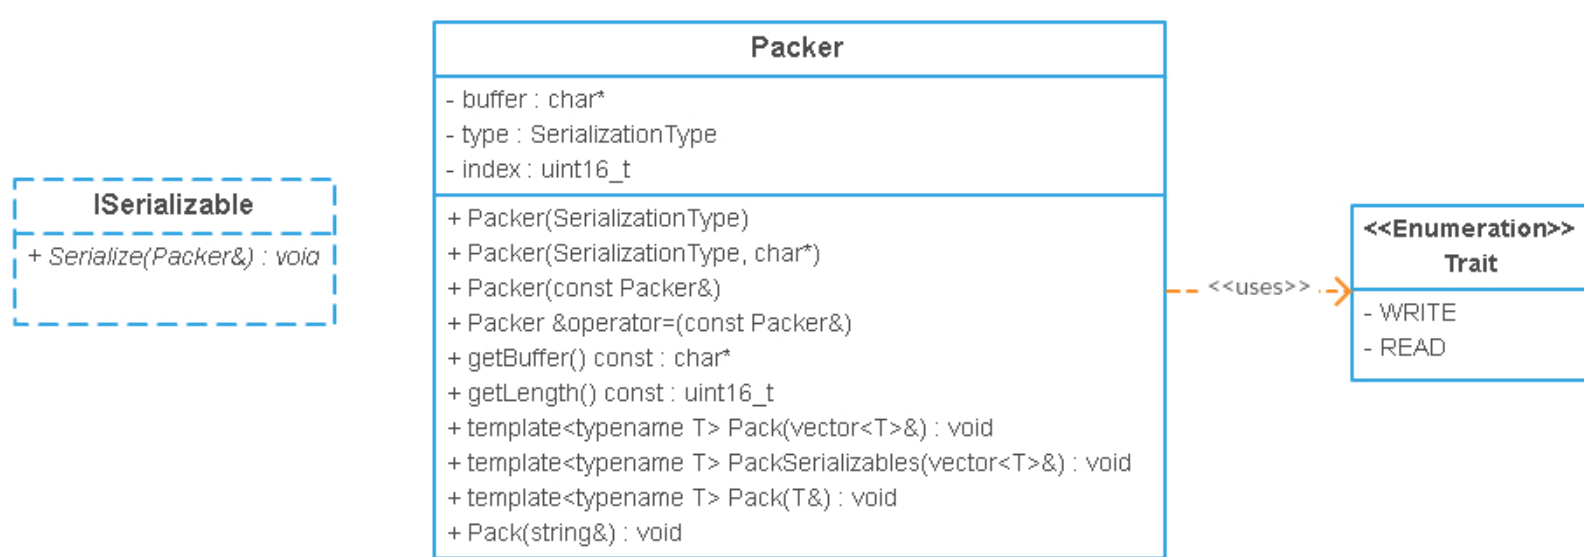 Packer
- buffer : char*
- type : SerializationType
- index : uint16_t
+ Packer(SerializationType)
+ Packer(SerializationType, char*)
+ Packer(const Packer&)
+ Packer &operator=(const Packer&)
+ getBuffer() const : char*
+ getLength() const : uint16_t
+ template<typename T> Pack(vector<T>&) : void
+ template<typename T> PackSerializables(vector<T>&) : void
+ template<typename T> Pack(T&) : void
+ Pack(string&) : void
ISerializable
+ Serialize(Packer&) : void
<<uses>>
<<Enumeration>>
Trait
- WRITE
- READ